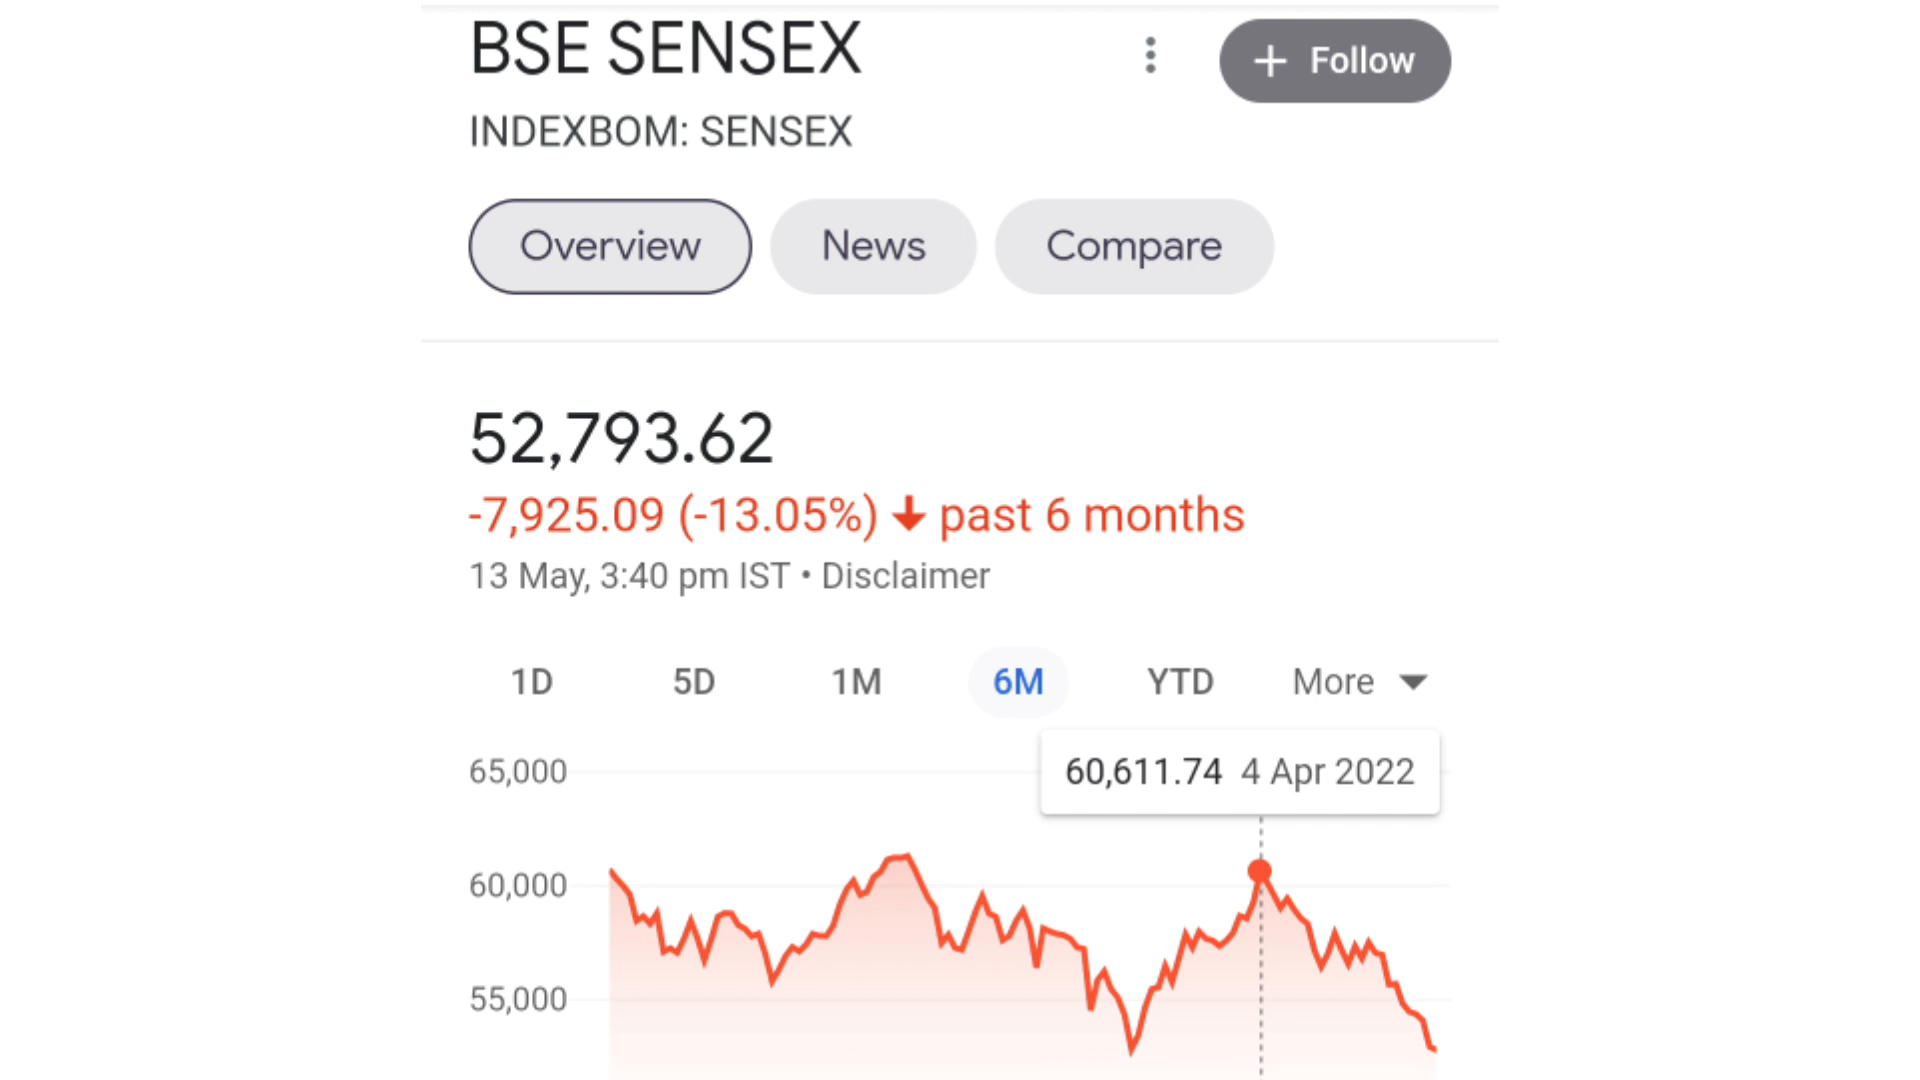 BSE SENSEX
+ Follow
INDEXBOM: SENSEX
Overview News Compare
52,793.62
-7,925.09 (-13.05%) ↓ past 6 months
13 May, 3:40 pm IST • Disclaimer
1D 5D 1M 6M YTD More
60,611.74 4 Apr 2022
65,000
60,000
55,000